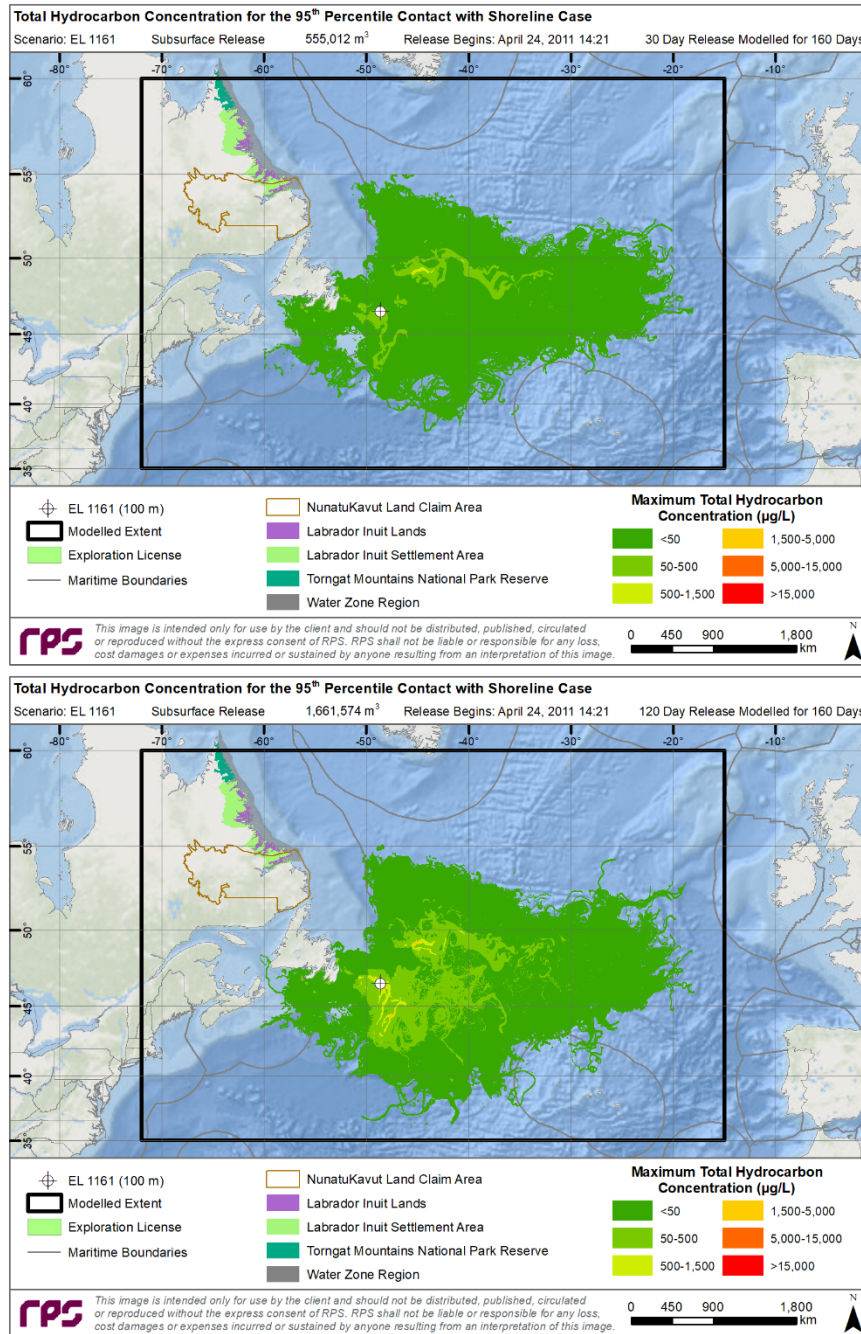 Total Hydrocarbon Concentration for the 95th Percentile Contact with Shoreline Case
Scenario: EL 1161 Subsurface Release 555,012 m³ Release Begins: April 24, 2011 14:21 30 Day Release Modelled for 160 Days
-80° -70° -60° -50° -40° -30° -20° -10°
60°
55°
50°
45°
40°
35°
EL 1161 (100 m)
Modelled Extent
Exploration License
Maritime Boundaries
NunatuKavut Land Claim Area
Labrador Inuit Lands
Labrador Inuit Settlement Area
Torngat Mountains National Park Reserve
Water Zone Region
Maximum Total Hydrocarbon
Concentration (µg/L)
<50 1,500-5,000
50-500 5,000-15,000
500-1,500 >15,000
rps
This image is intended only for use by the client and should not be distributed, published, circulated
or reproduced without the express consent of RPS. RPS shall not be liable or responsible for any loss,
cost damages or expenses incurred or sustained by anyone resulting from an interpretation of this image.
0 450 900 1,800
km
N
Total Hydrocarbon Concentration for the 95th Percentile Contact with Shoreline Case
Scenario: EL 1161 Subsurface Release 1,661,574 m³ Release Begins: April 24, 2011 14:21 120 Day Release Modelled for 160 Days
-80° -70° -60° -50° -40° -30° -20° -10°
60°
55°
50°
45°
40°
35°
EL 1161 (100 m)
Modelled Extent
Exploration License
Maritime Boundaries
NunatuKavut Land Claim Area
Labrador Inuit Lands
Labrador Inuit Settlement Area
Torngat Mountains National Park Reserve
Water Zone Region
Maximum Total Hydrocarbon
Concentration (µg/L)
<50 1,500-5,000
50-500 5,000-15,000
500-1,500 >15,000
rps
This image is intended only for use by the client and should not be distributed, published, circulated
or reproduced without the express consent of RPS. RPS shall not be liable or responsible for any loss,
cost damages or expenses incurred or sustained by anyone resulting from an interpretation of this image.
0 450 900 1,800
km
N